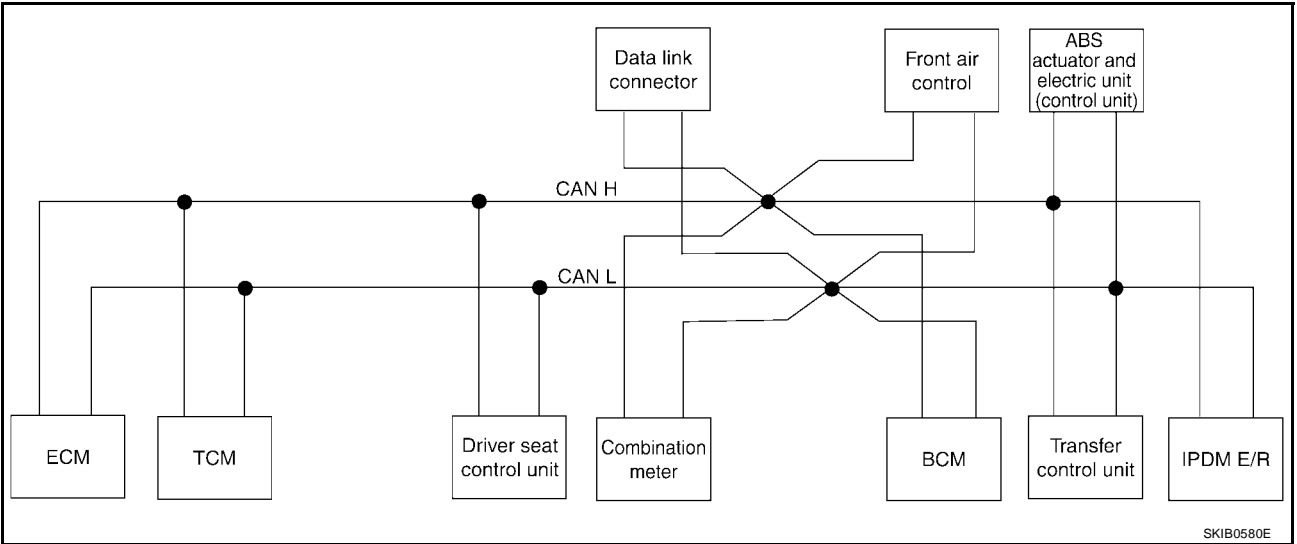 Data link
connector
Front air
control
ABS
actuator and
electric unit
(control unit)
CAN H
CAN L
ECM
TCM
Driver seat
control unit
Combination
meter
BCM
Transfer
control unit
IPDM E/R
SKIB0580E